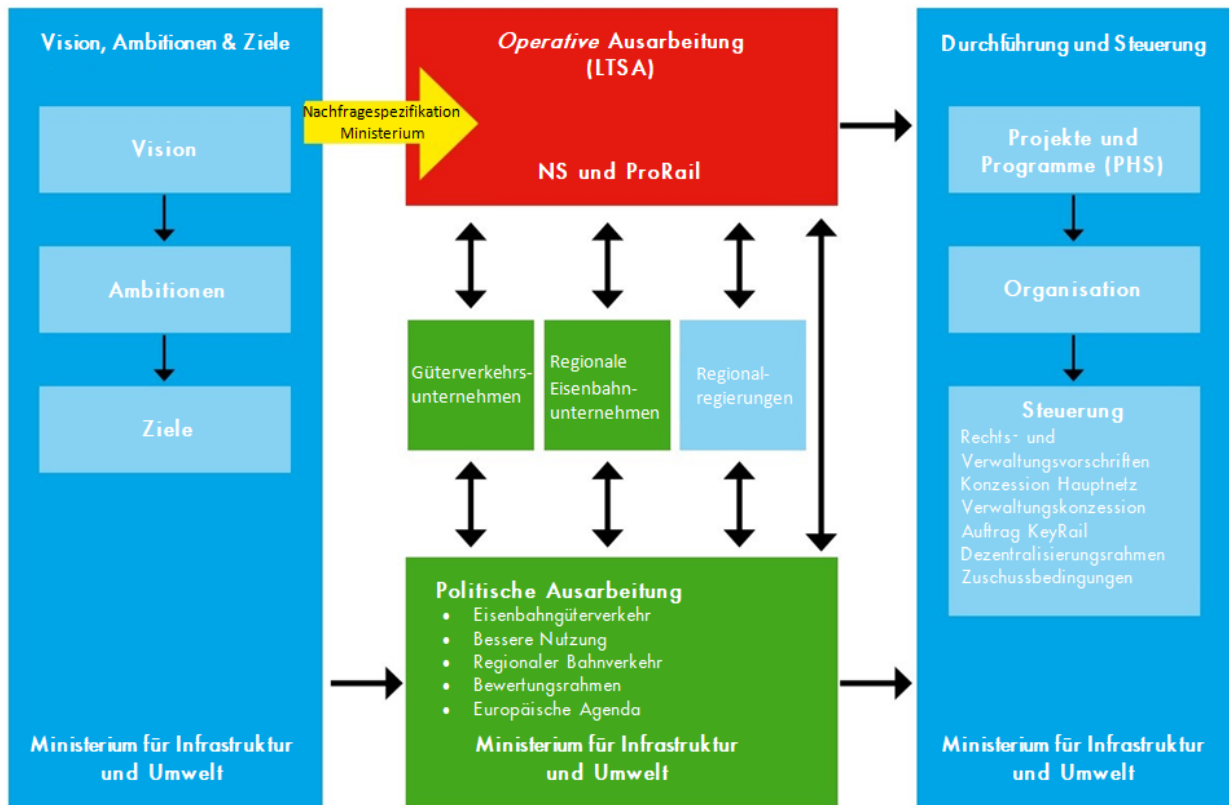 Vision, Ambitionen & Ziele
Vision
Ambitionen
Ziele
Ministerium für Infrastruktur
und Umwelt
Nachfragespezifikation
Ministerium
Operative Ausarbeitung
(LTSA)
NS und ProRail
Güterverkehrs-
unternehmen
Regionale
Eisenbahn-
unternehmen
Regional-
regierungen
Politische Ausarbeitung
• Eisenbahngüterverkehr
• Bessere Nutzung
• Regionaler Bahnverkehr
• Bewertungsrahmen
• Europäische Agenda
Ministerium für Infrastruktur
und Umwelt
Durchführung und Steuerung
Projekte und
Programme (PHS)
Organisation
Steuerung
Rechts- und
Verwaltungsvorschriften
Konzession Hauptnetz
Verwaltungskonzession
Auftrag KeyRail
Dezentralisierungsrahmen
Zuschussbedingungen
Ministerium für Infrastruktur
und Umwelt